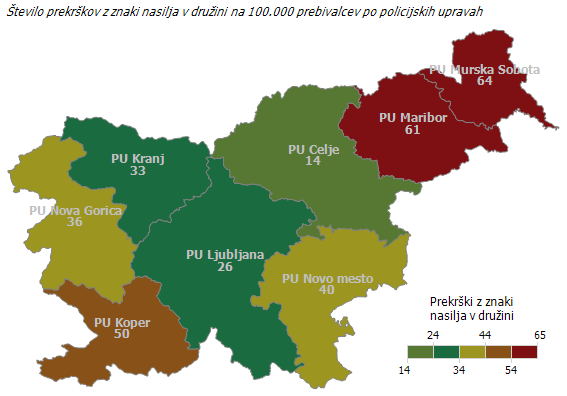 Število prekrškov z znaki nasilja v družini na 100.000 prebivalcev po policijskih upravah
PU Murska Sobota
64
PU Maribor
61
PU Celje
14
PU Kranj
33
PU Nova Gorica
36
PU Ljubljana
26
PU Novo mesto
40
PU Koper
50
Prekrški z znaki
nasilja v družini
24 44 65
14 34 54